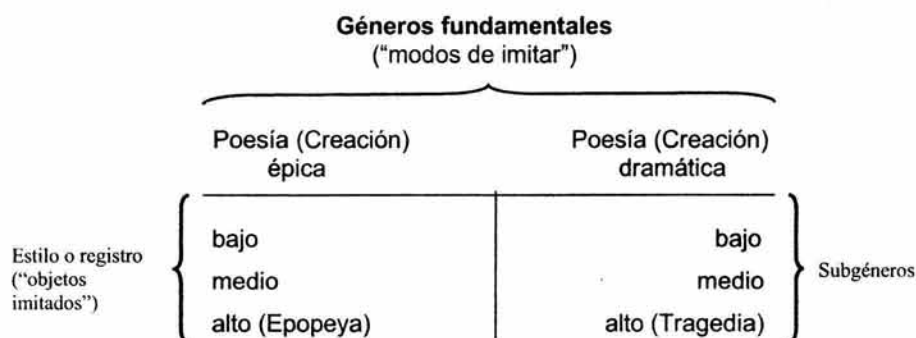 Géneros fundamentales
(“modos de imitar”)
Poesía (Creación)
épica
Poesía (Creación)
dramática
Estilo o registro
(“objetos
imitados”)
bajo
medio
alto (Epopeya)
bajo
medio
alto (Tragedia)
Subgéneros